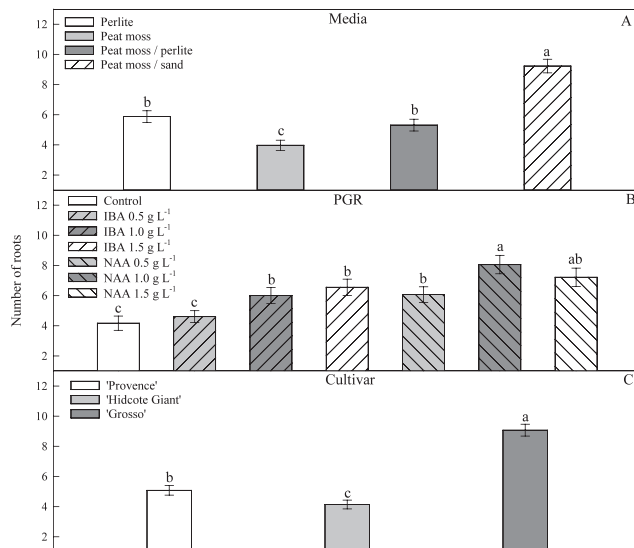 Media
A
Perlite
Peat moss
Peat moss / perlite
Peat moss / sand
12
10
8
6
4
2
b
c
b
a
PGR
B
Control
IBA 0.5 g L⁻¹
IBA 1.0 g L⁻¹
IBA 1.5 g L⁻¹
NAA 0.5 g L⁻¹
NAA 1.0 g L⁻¹
NAA 1.5 g L⁻¹
12
10
8
6
4
2
c
c
b
b
b
a
ab
Number of roots
Cultivar
C
'Provence'
'Hidcote Giant'
'Grosso'
12
10
8
6
4
2
b
c
a